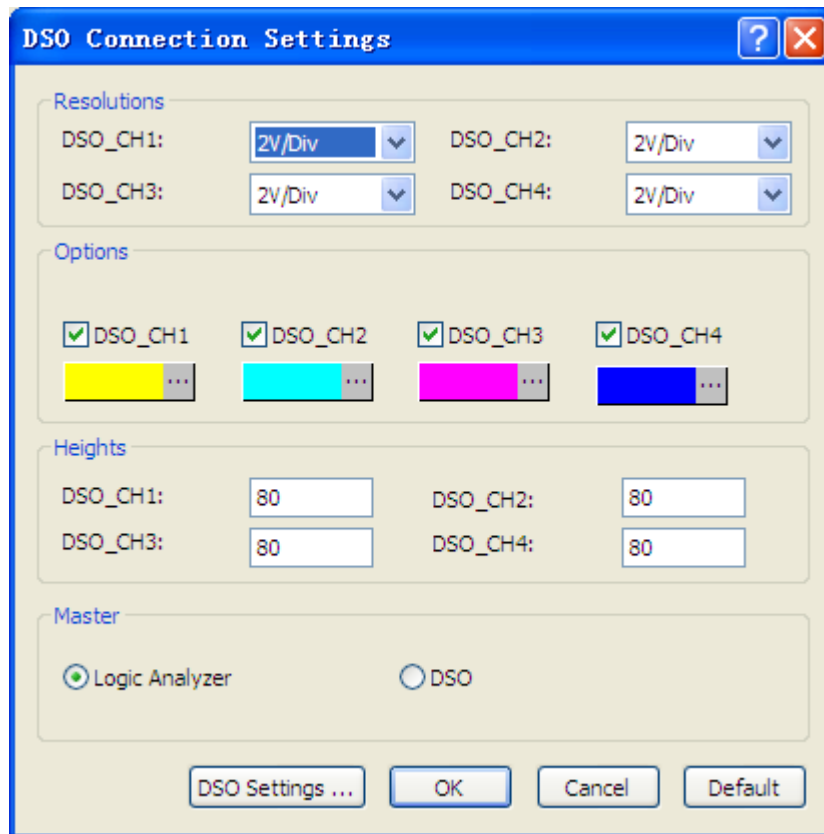 DSO Connection Settings
Resolutions
DSO_CH1: 2V/Div DSO_CH2: 2V/Div
DSO_CH3: 2V/Div DSO_CH4: 2V/Div
Options
DSO_CH1 DSO_CH2 DSO_CH3 DSO_CH4
... ... ... ...
Heights
DSO_CH1: 80 DSO_CH2: 80
DSO_CH3: 80 DSO_CH4: 80
Master
Logic Analyzer DSO
DSO Settings ... OK Cancel Default